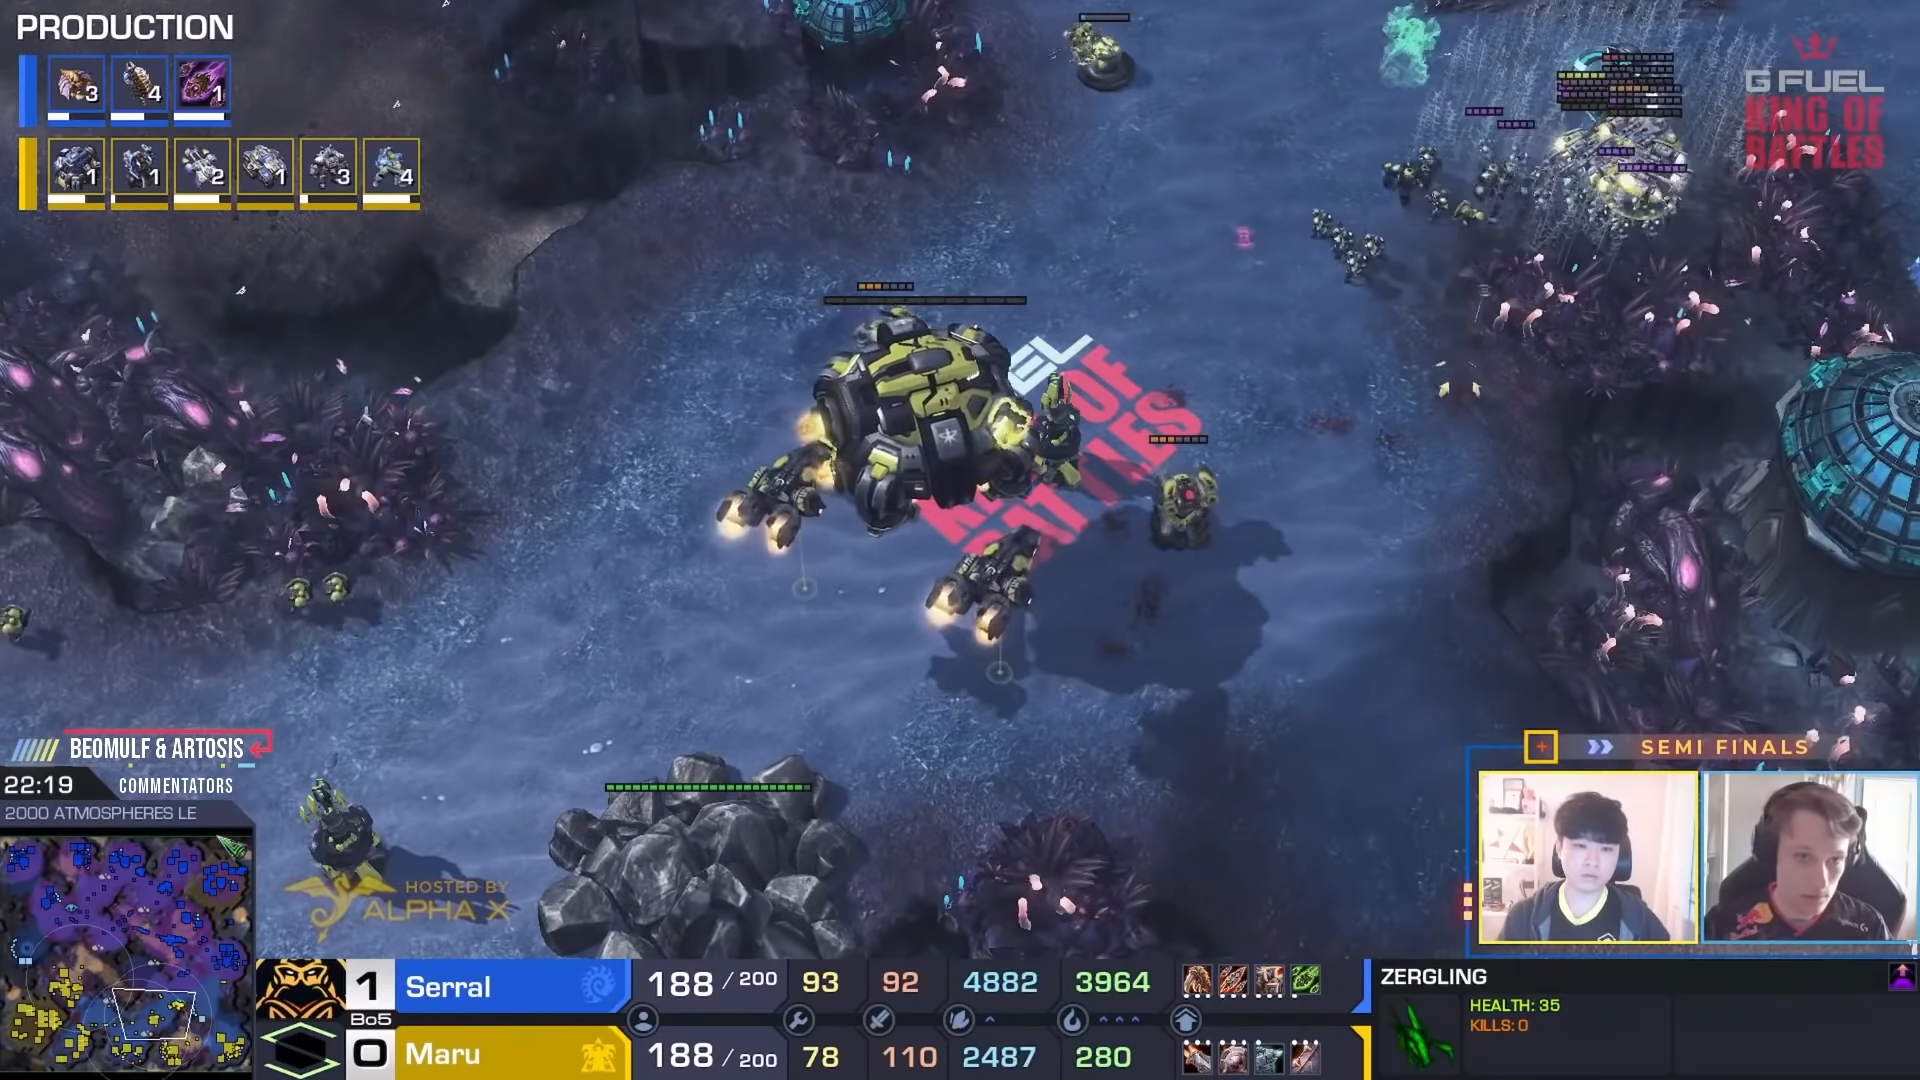 PRODUCTION
3 4 1
1 1 2 1 3 4
G FUEL
KING OF
BATTLES
BEOMULF & ARTOSIS
COMMENTATORS
22:19
2000 ATMOSPHERES LE
HOSTED BY
ALPHA X
SEMI FINALS
1 Serral 188 / 200 93 92 4882 3964
Bo5
0 Maru 188 / 200 78 110 2487 280
ZERGLING
HEALTH: 35
KILLS: 0